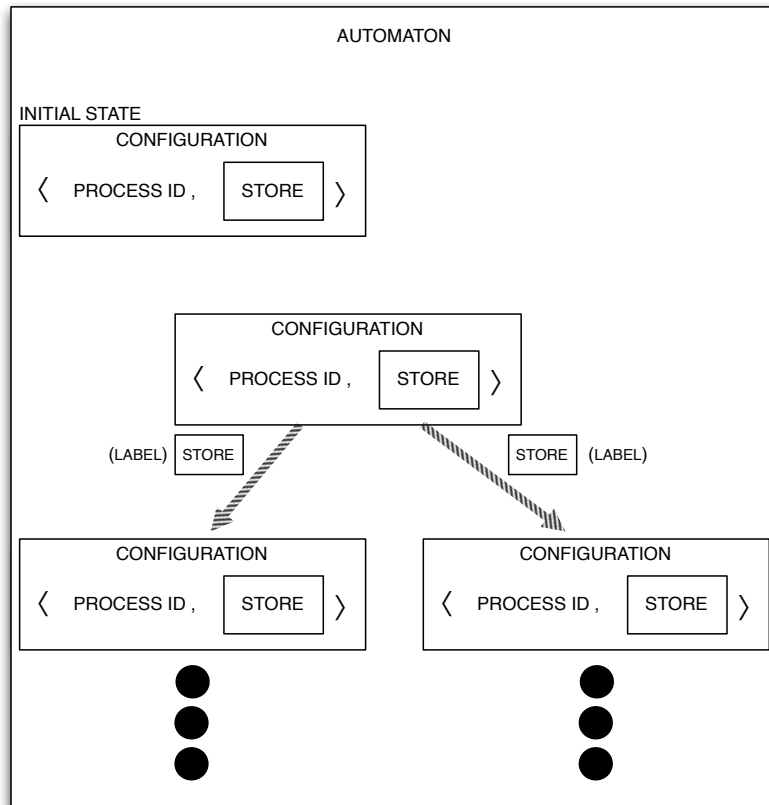 AUTOMATON
INITIAL STATE
CONFIGURATION
〈 PROCESS ID , STORE 〉
CONFIGURATION
〈 PROCESS ID , STORE 〉
(LABEL) STORE STORE (LABEL)
CONFIGURATION CONFIGURATION
〈 PROCESS ID , STORE 〉 〈 PROCESS ID , STORE 〉